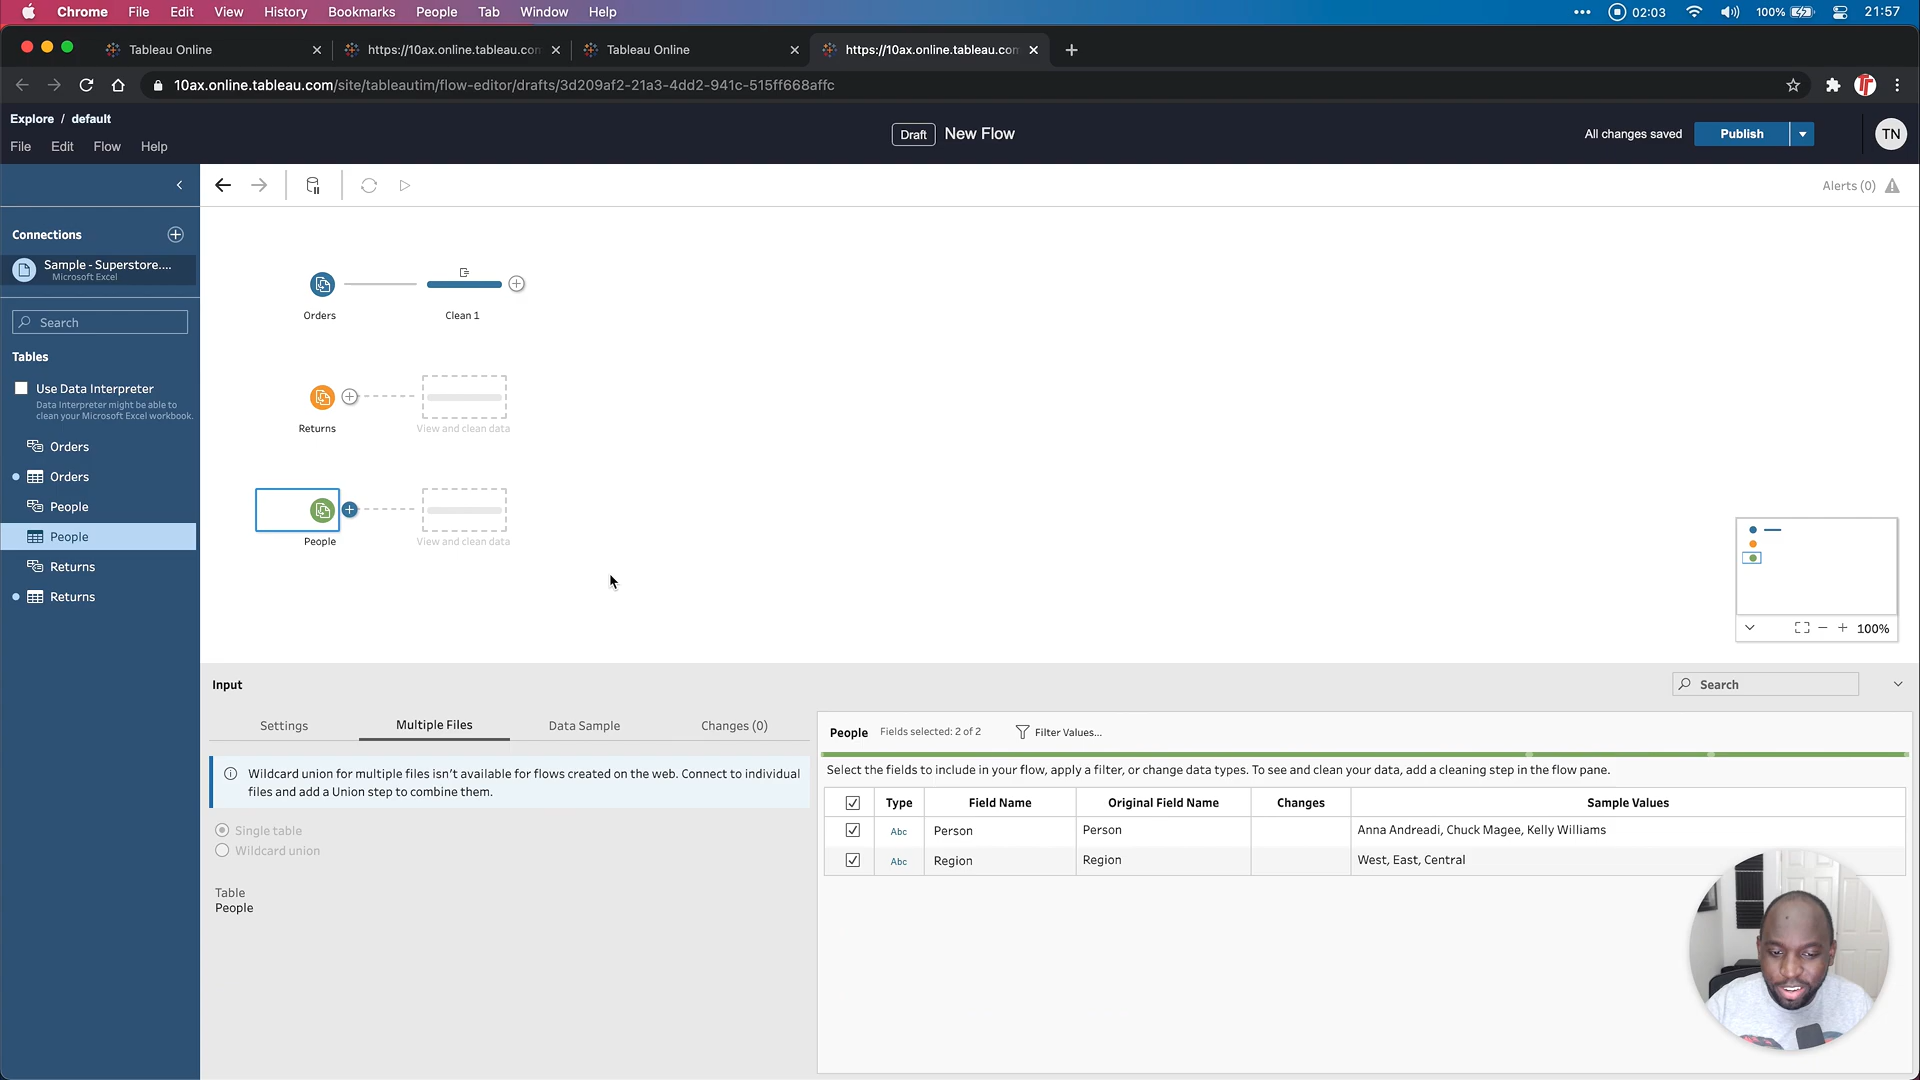 Chrome File Edit View History Bookmarks People Tab Window Help 02:03 100% 21:57
Tableau Online https://10ax.online.tableau.con Tableau Online https://10ax.online.tableau.con
10ax.online.tableau.com/site/tableautim/flow-editor/drafts/3d209af2-21a3-4dd2-941c-515ff668affc
Explore / default
File Edit Flow Help
Draft New Flow
All changes saved Publish TN
Alerts (0)
Connections
Sample - Superstore....
Microsoft Excel
Search
Tables
Use Data Interpreter
Data Interpreter might be able to
clean your Microsoft Excel workbook.
Orders
Orders
People
People
Returns
Returns
Orders Clean 1
Returns View and clean data
People View and clean data
100%
Input
Search
Settings Multiple Files Data Sample Changes (0)
Wildcard union for multiple files isn't available for flows created on the web. Connect to individual
files and add a Union step to combine them.
Single table
Wildcard union
Table
People
People Fields selected: 2 of 2 Filter Values...
Select the fields to include in your flow, apply a filter, or change data types. To see and clean your data, add a cleaning step in the flow pane.
Type Field Name Original Field Name Changes Sample Values
Abc Person Person Anna Andreadi, Chuck Magee, Kelly Williams
Abc Region Region West, East, Central